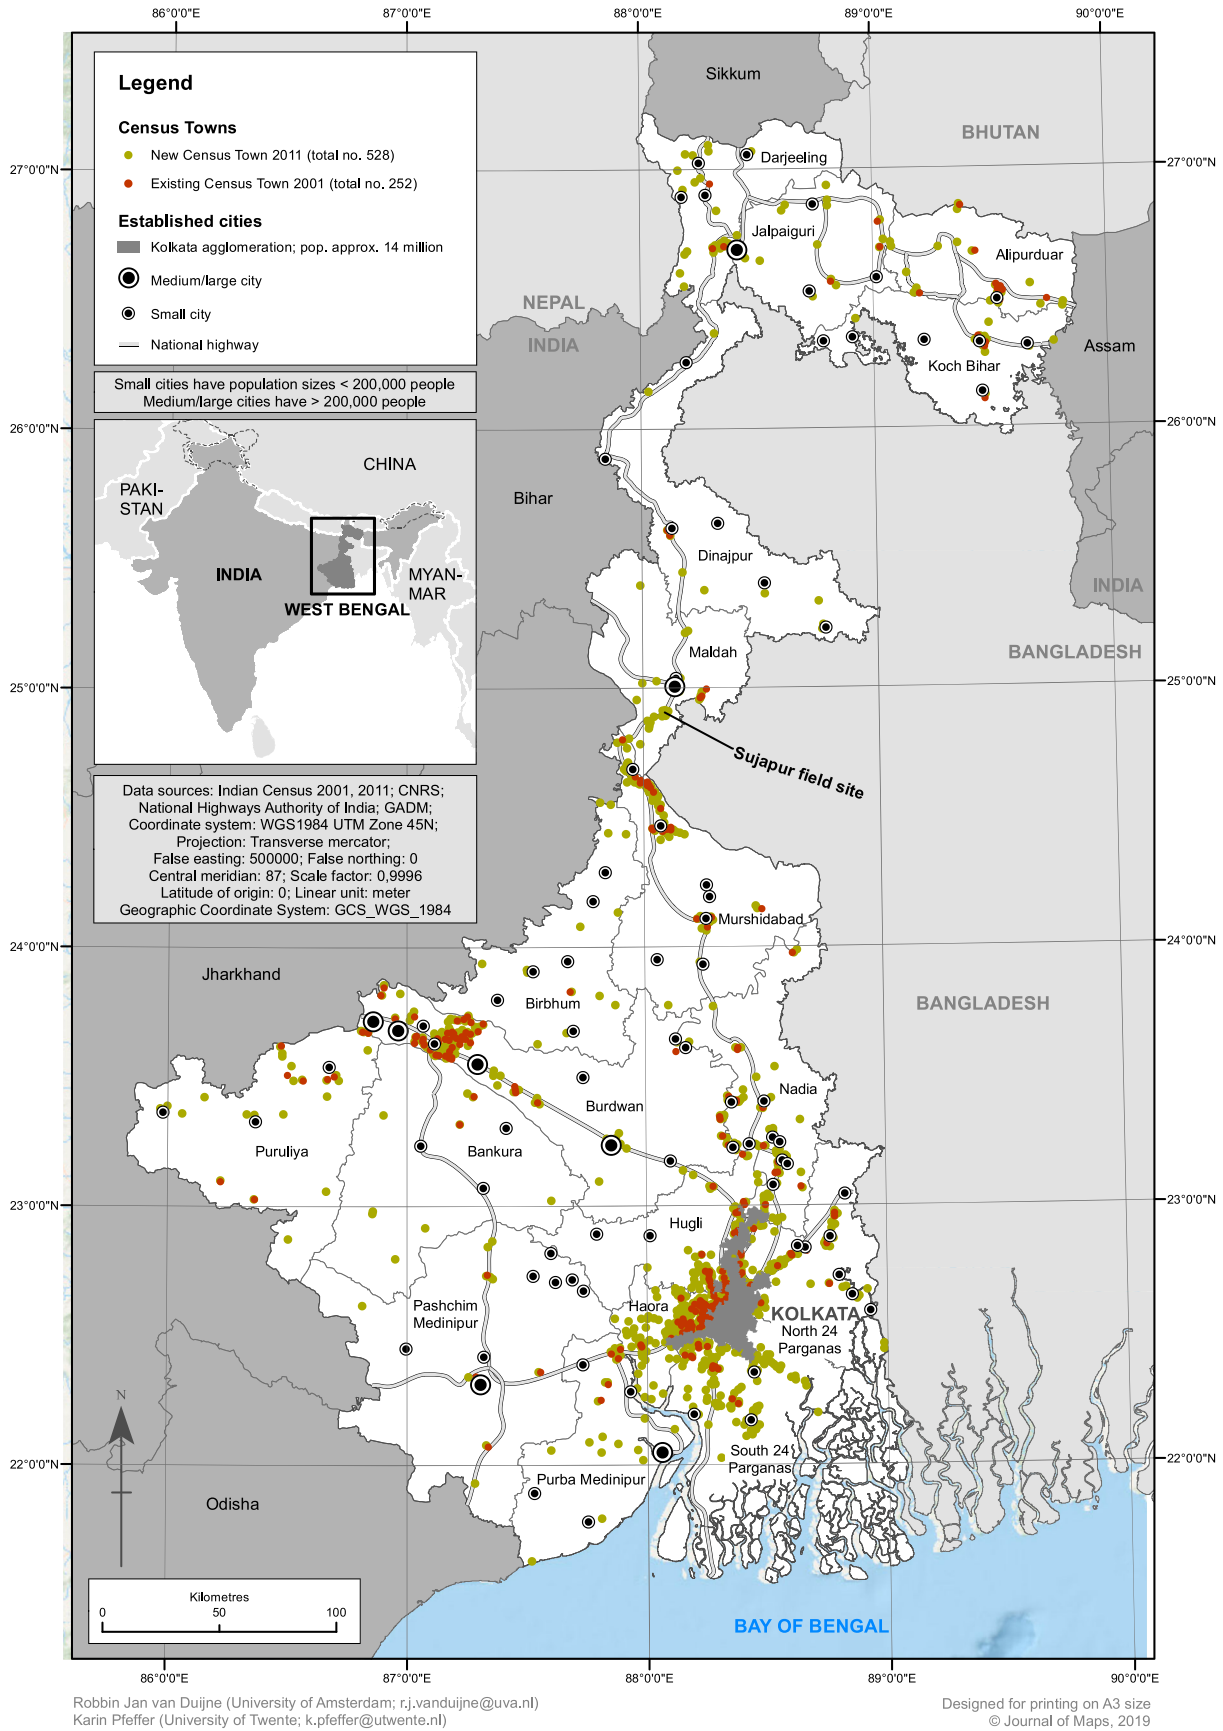 86°0'0"E
87°0'0"E
88°0'0"E
89°0'0"E
90°0'0"E
Legend
Census Towns
New Census Town 2011 (total no. 528)
Existing Census Town 2001 (total no. 252)
Established cities
Kolkata agglomeration; pop. approx. 14 million
Medium/large city
Small city
National highway
Small cities have population sizes < 200,000 people
Medium/large cities have > 200,000 people
CHINA
PAKI-
STAN
INDIA
MYAN-
MAR
WEST BENGAL
Data sources: Indian Census 2001, 2011; CNRS;
National Highways Authority of India; GADM;
Coordinate system: WGS1984 UTM Zone 45N;
Projection: Transverse mercator;
False easting: 500000; False northing: 0
Central meridian: 87; Scale factor: 0,9996
Latitude of origin: 0; Linear unit: meter
Geographic Coordinate System: GCS_WGS_1984
Sikkum
BHUTAN
27°0'0"N
27°0'0"N
Darjeeling
Jalpaiguri
Alipurduar
NEPAL
INDIA
Assam
Koch Bihar
26°0'0"N
26°0'0"N
Bihar
Dinajpur
INDIA
BANGLADESH
Maldah
25°0'0"N
25°0'0"N
Sujapur field site
Murshidabad
24°0'0"N
24°0'0"N
Jharkhand
BANGLADESH
Birbhum
Nadia
Burdwan
Puruliya
Bankura
23°0'0"N
23°0'0"N
Hugli
Pashchim
Medinipur
Haora
KOLKATA
North 24
Parganas
N
South 24
Parganas
22°0'0"N
22°0'0"N
Purba Medinipur
Odisha
Kilometres
0
50
100
BAY OF BENGAL
86°0'0"E
87°0'0"E
88°0'0"E
89°0'0"E
90°0'0"E
Robbin Jan van Duijne (University of Amsterdam; r.j.vanduijne@uva.nl)
Karin Pfeffer (University of Twente; k.pfeffer@utwente.nl)
Designed for printing on A3 size
© Journal of Maps, 2019